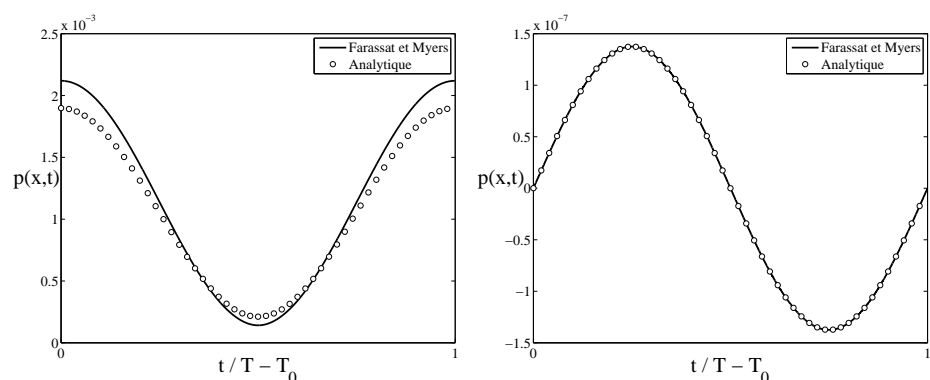 x 10⁻³
2.5
2
1.5
1
0.5
0
p(x,t)
Farassat et Myers
Analytique
0
1
t / T − T₀
x 10⁻⁷
1.5
1
0.5
0
−0.5
−1
−1.5
p(x,t)
Farassat et Myers
Analytique
0
1
t / T − T₀